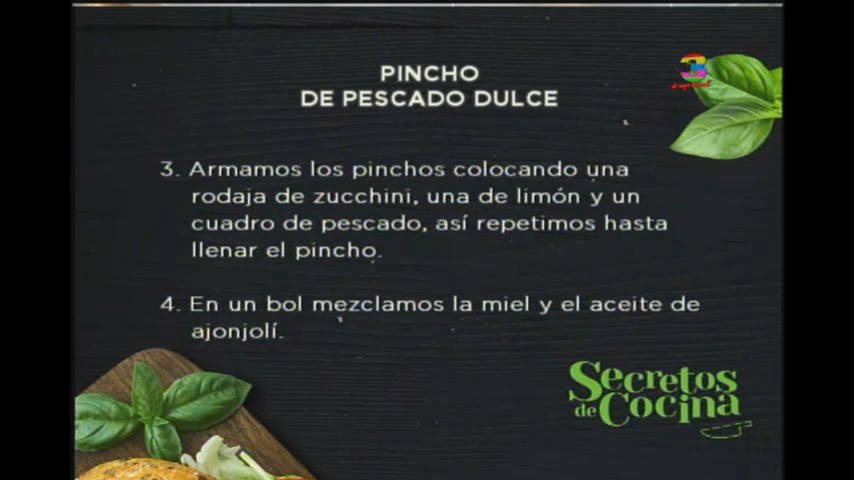 PINCHO
DE PESCADO DULCE
3. Armamos los pinchos colocando una
rodaja de zucchini, una de limón y un
cuadro de pescado, así repetimos hasta
llenar el pincho.
4. En un bol mezclamos la miel y el aceite de
ajonjolí.
Secretos
de Cocina